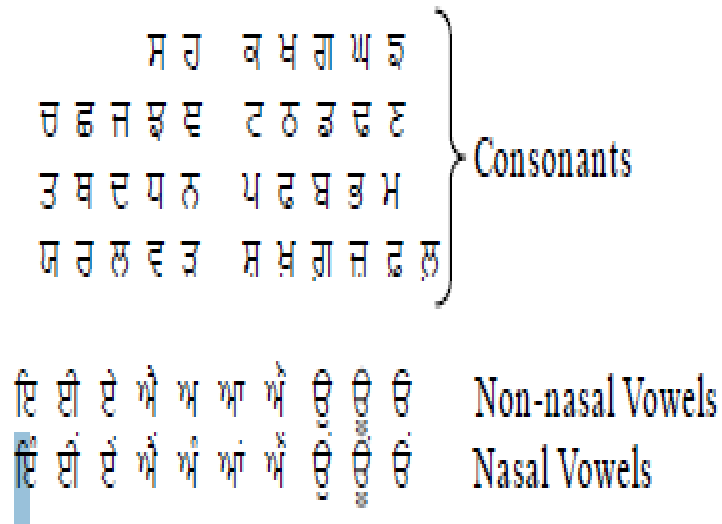 ਸ ਹ ਕ ਖ ਗ ਘ ਙ
ਚ ਛ ਜ ਝ ਞ ਟ ਠ ਡ ਢ ਣ
ਤ ਥ ਦ ਧ ਨ ਪ ਫ ਬ ਭ ਮ
ਯ ਰ ਲ ਵ ੜ ਸ਼ ਖ਼ ਗ਼ ਜ਼ ਫ਼ ਲ਼
Consonants
ਇ ਈ ਏ ਐ ਅ ਆ ਔ ਉ ਊ ਓ Non-nasal Vowels
ਇੰ ਈਂ ਏਂ ਐਂ ਅੰ ਆਂ ਔਂ ਉਂ ਊਂ ਓਂ Nasal Vowels